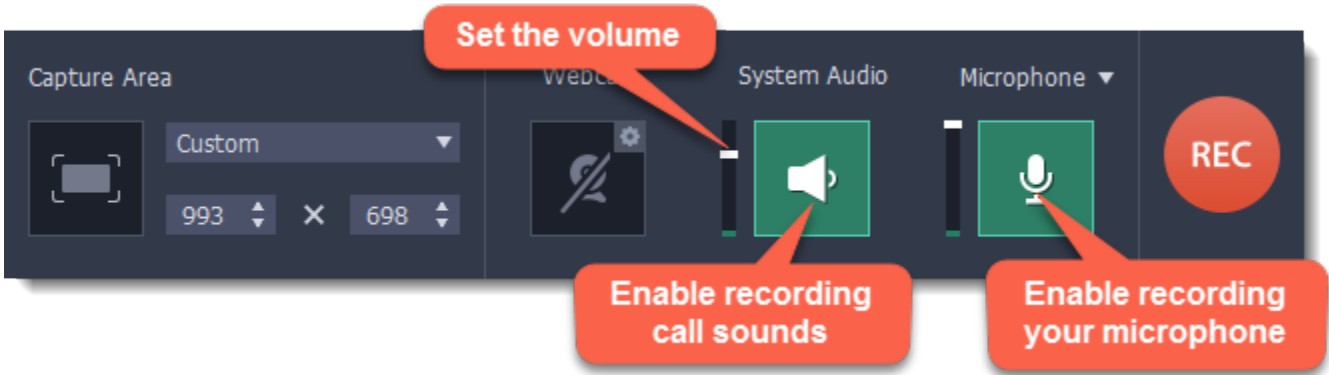 Set the volume
Capture Area
System Audio
Microphone
Custom
993 × 698
REC
Enable recording
call sounds
Enable recording
your microphone